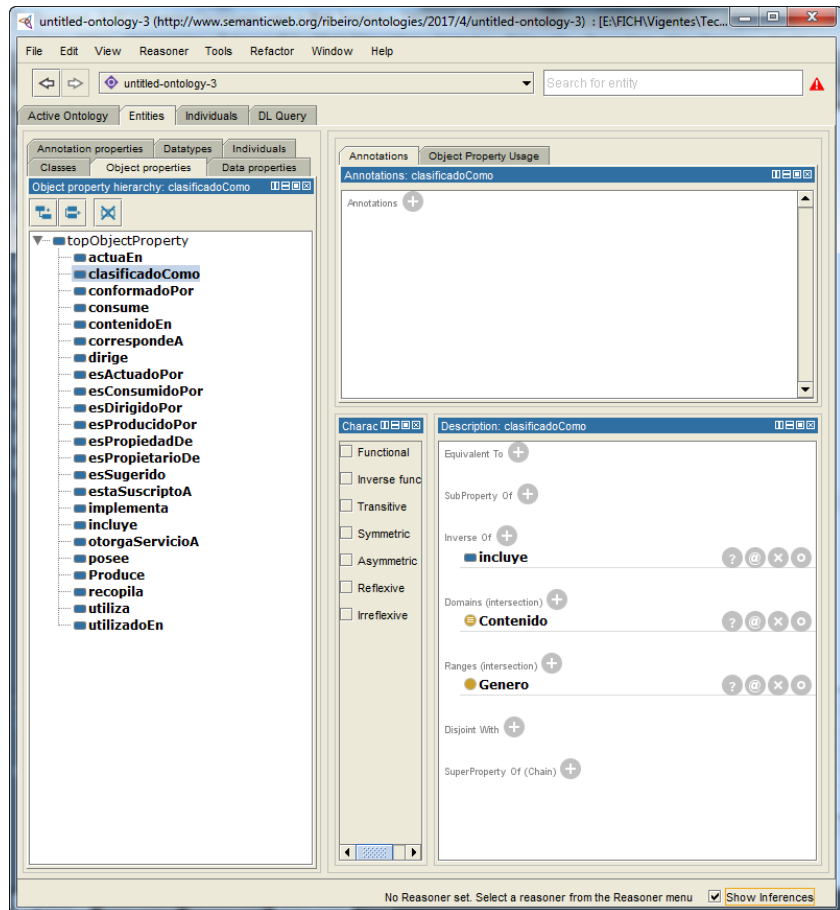 untitled-ontology-3 (http://www.semanticweb.org/ribeiro/ontologies/2017/4/untitled-ontology-3) : [E:\FICH\Vigentes\Tec...
File Edit View Reasoner Tools Refactor Window Help
untitled-ontology-3 Search for entity
Active Ontology Entities Individuals DL Query
Annotation properties Datatypes Individuals
Classes Object properties Data properties
Object property hierarchy: clasificadoComo
topObjectProperty
actuaEn
clasificadoComo
conformadoPor
consume
contenidoEn
correspondeA
dirige
esActuadoPor
esConsumidoPor
esDirigidoPor
esProducidoPor
esPropiedadDe
esPropietarioDe
esSugerido
estaSuscriptoA
implementa
incluye
otorgaServicioA
posee
Produce
recopila
utiliza
utilizadoEn
Annotations Object Property Usage
Annotations: clasificadoComo
Annotations
Charac
Functional
Inverse func
Transitive
Symmetric
Asymmetric
Reflexive
Irreflexive
Description: clasificadoComo
Equivalent To
SubProperty Of
Inverse Of
incluye
Domains (intersection)
Contenido
Ranges (intersection)
Genero
Disjoint With
SuperProperty Of (Chain)
No Reasoner set. Select a reasoner from the Reasoner menu Show Inferences